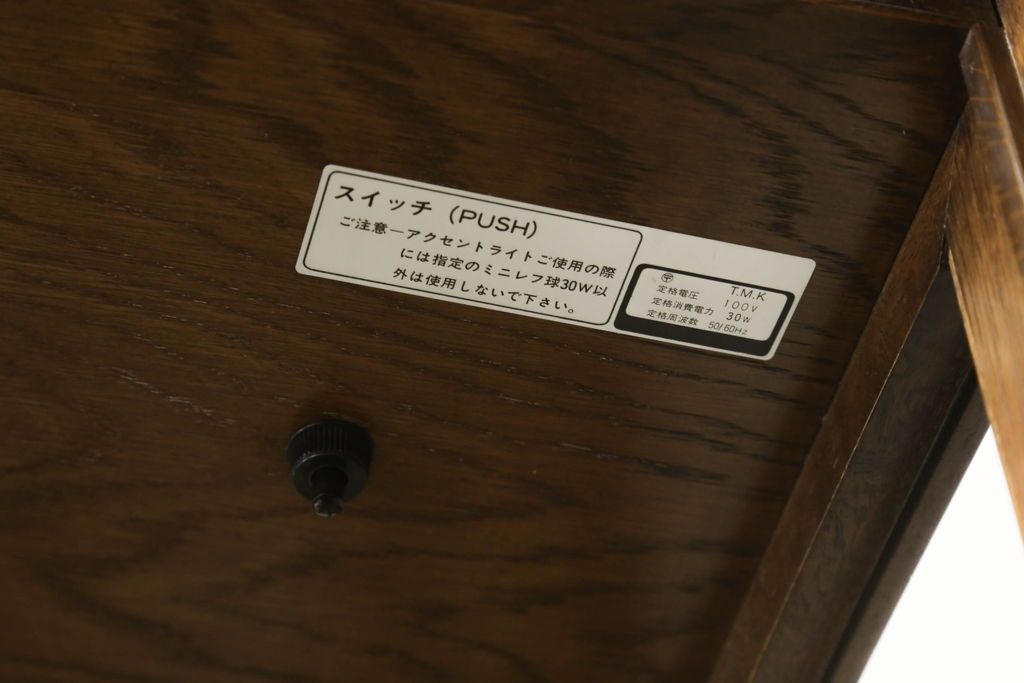 スイッチ (PUSH)
ご注意—アクセントライトご使用の際
には指定のミニレフ球30W以
外は使用しないで下さい。
〒 T.M.K
定格電圧 100V
定格消費電力 30W
定格周波数 50/60Hz